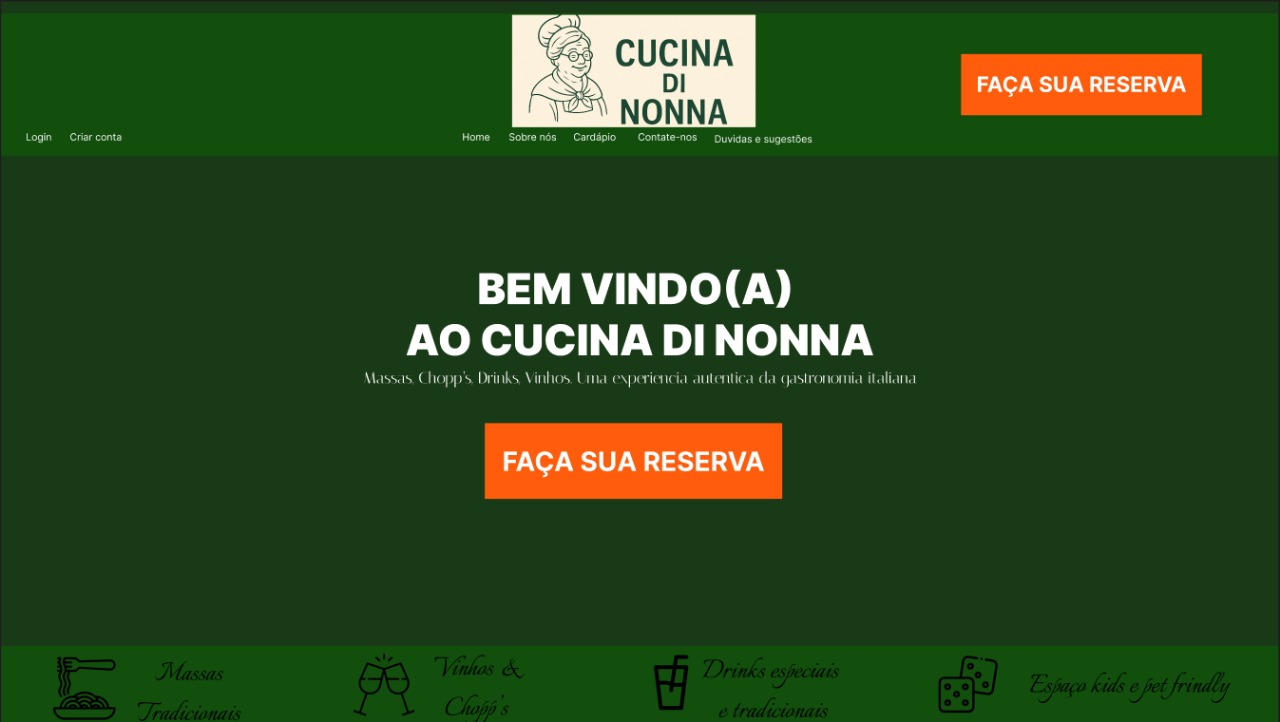 CUCINA
DI
NONNA
FAÇA SUA RESERVA
Login Criar conta Home Sobre nós Cardápio Contate-nos Duvidas e sugestões
BEM VINDO(A)
AO CUCINA DI NONNA
Massas, Chopp's, Drinks, Vinhos. Uma experiencia autentica da gastronomia italiana
FAÇA SUA RESERVA
Massas
Tradicionais
Vinhos &
Chopp's
Drinks especiais
e tradicionais
Espaço kids e pet frindly